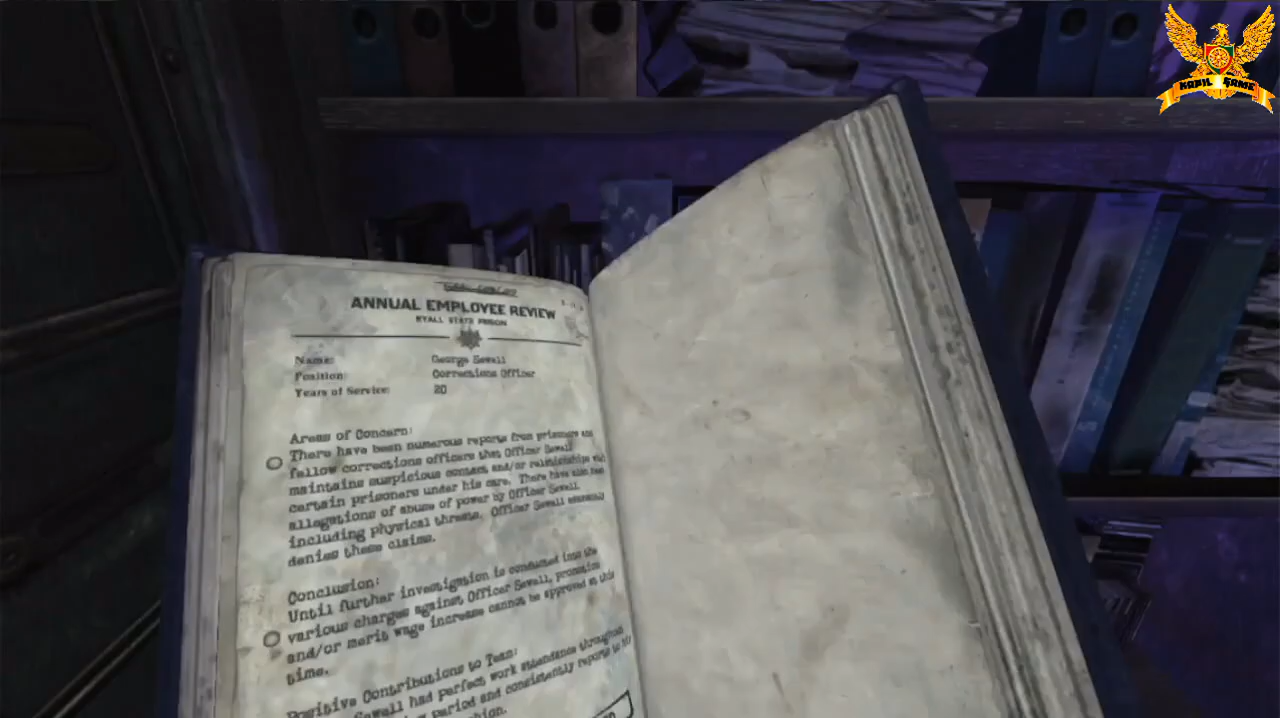 KAPIL GAME
ANNUAL EMPLOYEE REVIEW
RYALL STATE PRISON
Name: George Sewall
Position: Corrections Officer
Years of Service: 20
Areas of Concern:
There have been numerous reports from prisoners and
fellow corrections officers that Officer Sewall
maintains suspicious contact and/or relationships with
certain prisoners under his care. There have also been
allegations of abuse of power by Officer Sewall
including physical threats. Officer Sewall
denies these claims.
Conclusion:
Until further investigation is conducted into the
various charges against Officer Sewall, promotion
and/or merit wage increase cannot be approved at this
time.
Positive Contributions to Team:
Sewall had perfect work attendance throughout
period and consistently reports to his